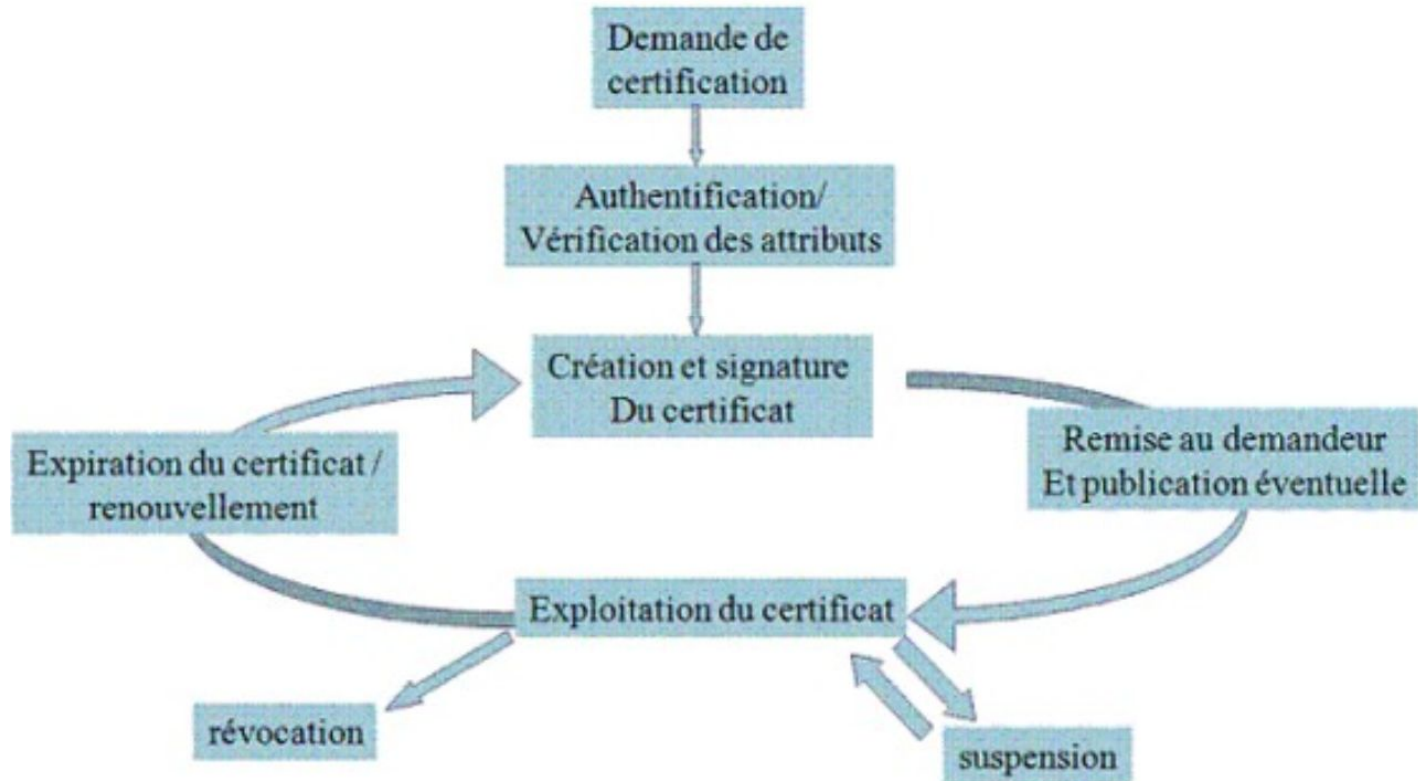 Demande de
certification
Authentification/
Vérification des attributs
Création et signature
Du certificat
Expiration du certificat /
renouvellement
Remise au demandeur
Et publication éventuelle
Exploitation du certificat
révocation
suspension